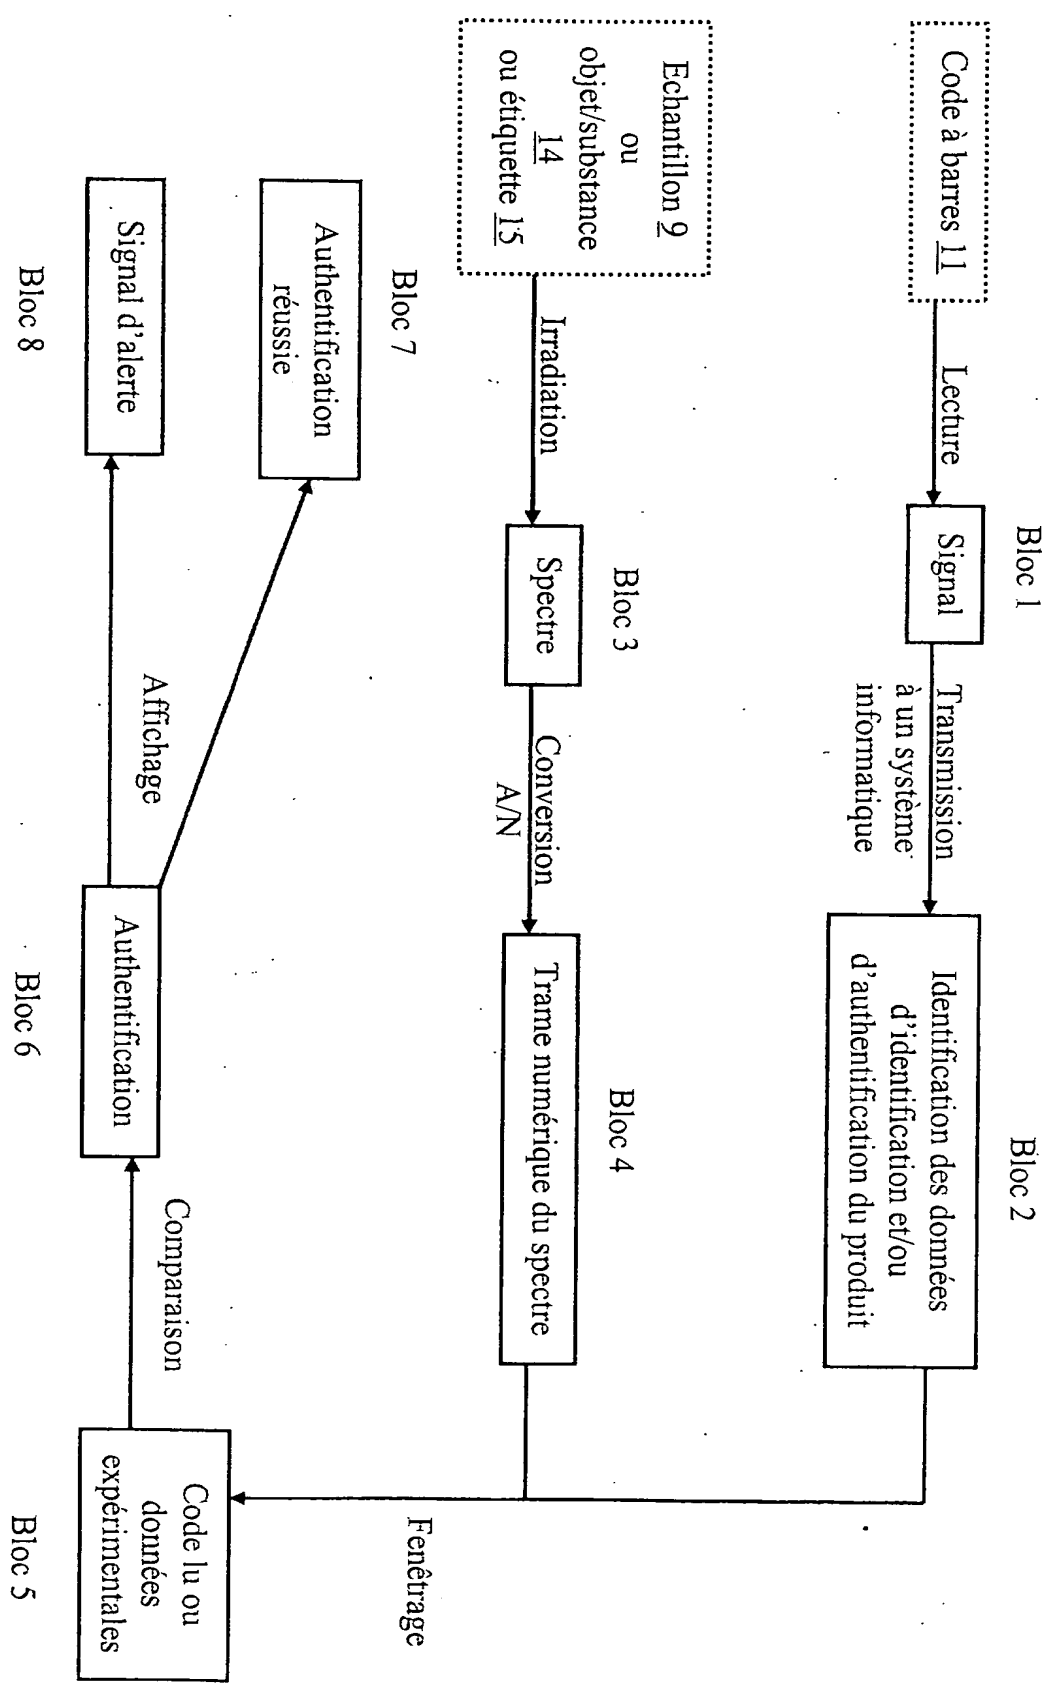 Bloc 1
Code à barres 11
Lecture
Signal
Transmission
à un système
informatique
Bloc 2
Identification des données
d'identification et/ou
d'authentification du produit
Bloc 3
Echantillon 9
ou
objet/substance
14
ou étiquette 15
Irradiation
Spectre
Conversion
A/N
Bloc 4
Trame numérique du spectre
Fenêtrage
Bloc 7
Authentification
réussie
Signal d'alerte
Bloc 8
Affichage
Authentification
Bloc 6
Comparaison
Code lu ou
données
expérimentales
Bloc 5